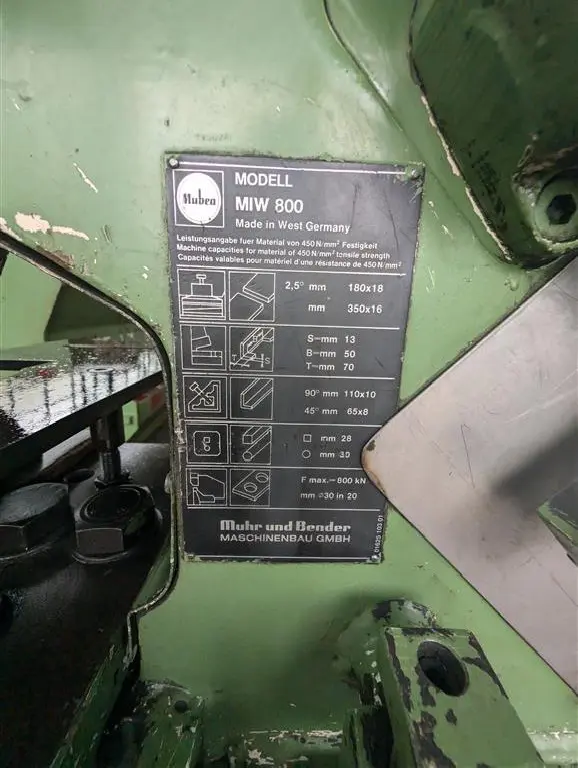 Mubea
MODELL
MIW 800
Made in West Germany
Leistungsangabe fuer Material von 450 N/mm² Festigkeit
Machine capacities for material of 450 N/mm² tensile strength
Capacités valables pour matériel d'une résistance de 450 N/mm²
2,5° mm 180x18
mm 350x16
T S
S–mm 13
B–mm 50
T–mm 70
90° mm 110x10
45° mm 65x8
□ mm 28
○ mm 30
F max.=800 kN
mm Ø30 in 20
Muhr und Bender
MASCHINENBAU GMBH
01625 103 01